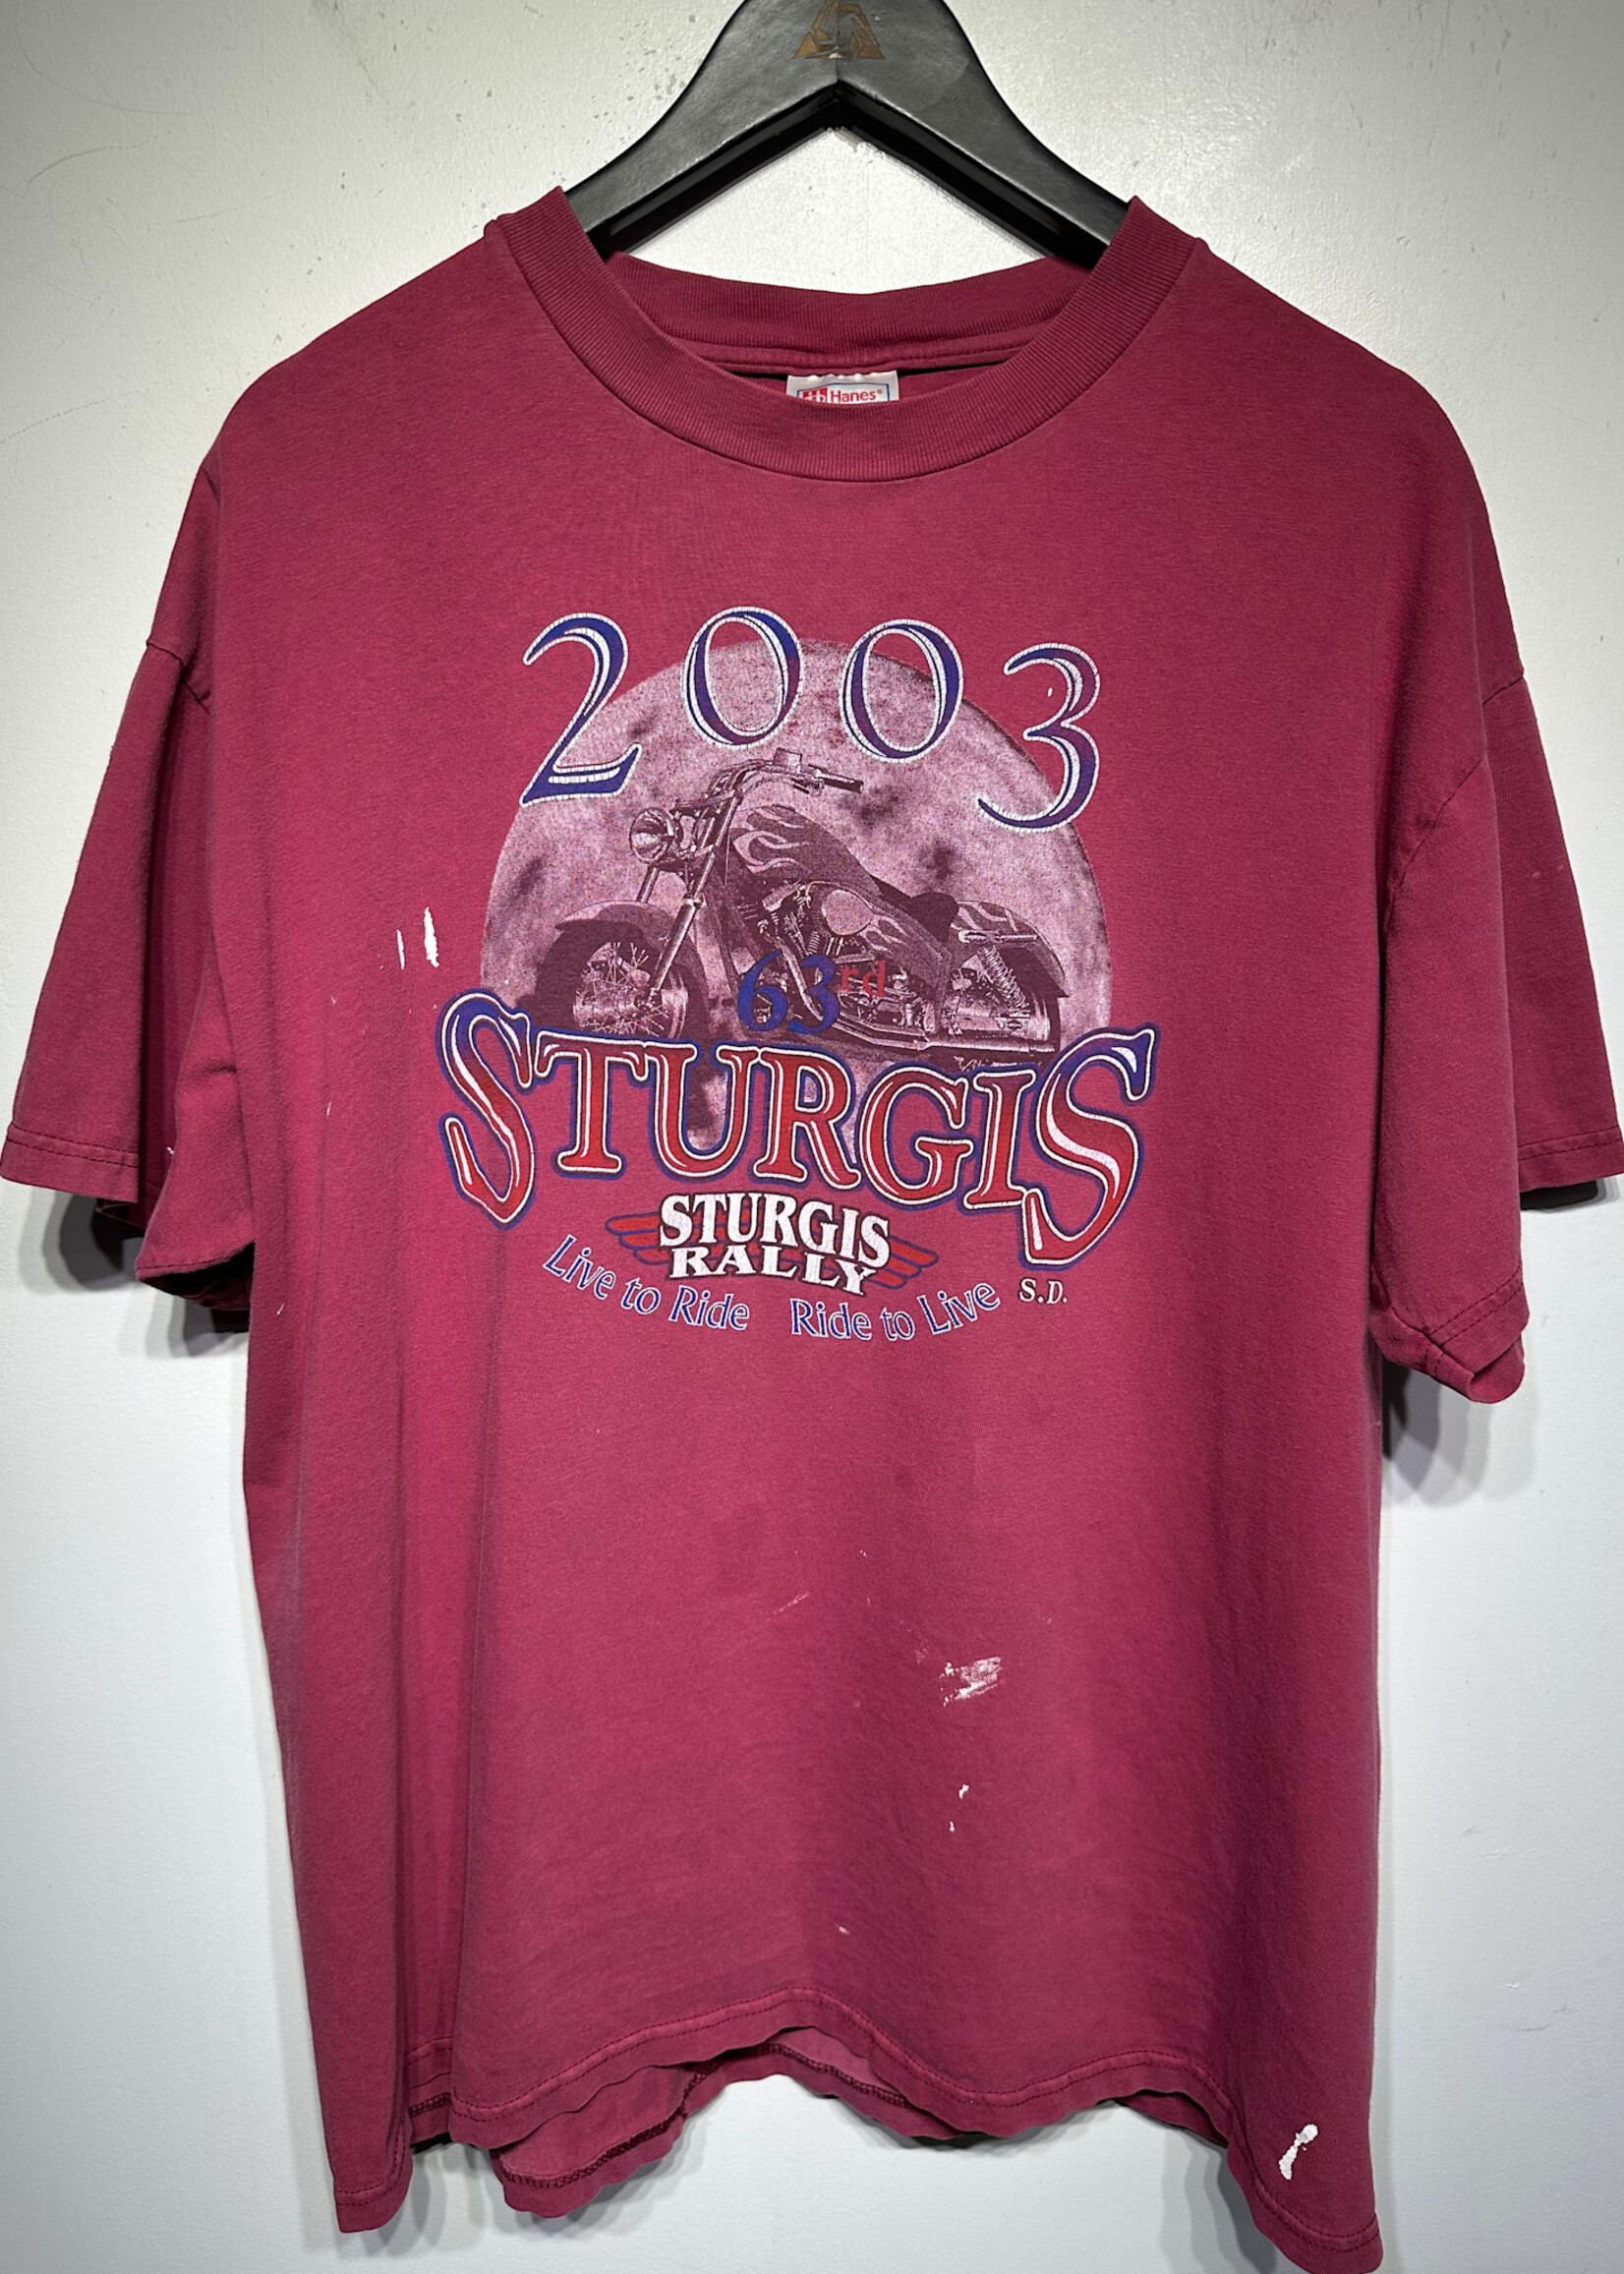 Hanes®
2003
63rd
STURGIS
STURGIS
RALLY
Live to Ride Ride to Live S.D.